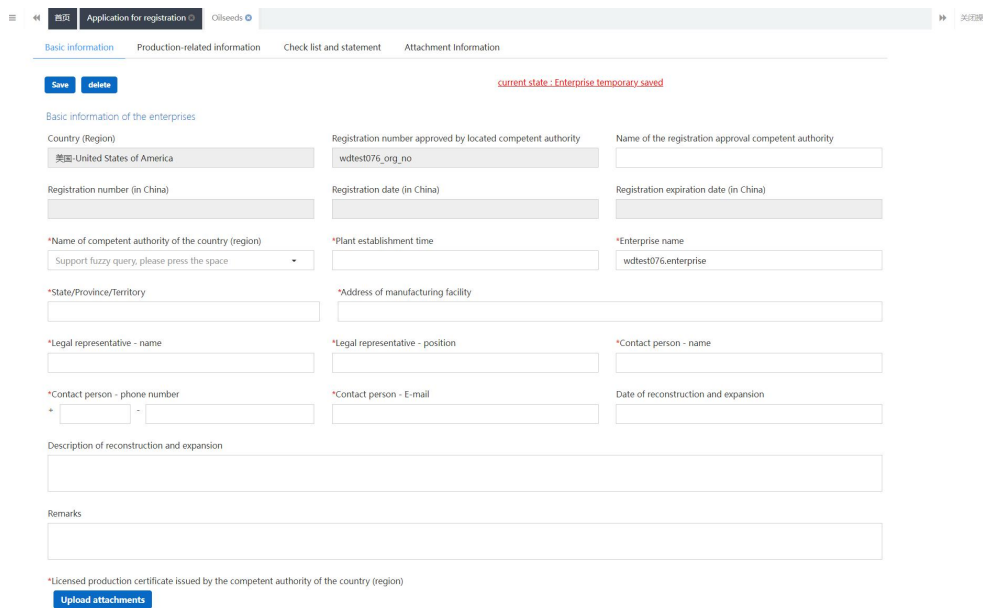 首页 Application for registration Oilseeds
Basic information Production-related information Check list and statement Attachment Information
Save delete current state : Enterprise temporary saved
Basic information of the enterprises
Country (Region) Registration number approved by located competent authority Name of the registration approval competent authority
美国-United States of America wdtest076_org_no
Registration number (in China) Registration date (in China) Registration expiration date (in China)
*Name of competent authority of the country (region) *Plant establishment time *Enterprise name
Support fuzzy query, please press the space wdtest076.enterprise
*State/Province/Territory *Address of manufacturing facility
*Legal representative - name *Legal representative - position *Contact person - name
*Contact person - phone number *Contact person - E-mail Date of reconstruction and expansion
+ -
Description of reconstruction and expansion
Remarks
*Licensed production certificate issued by the competent authority of the country (region)
Upload attachments